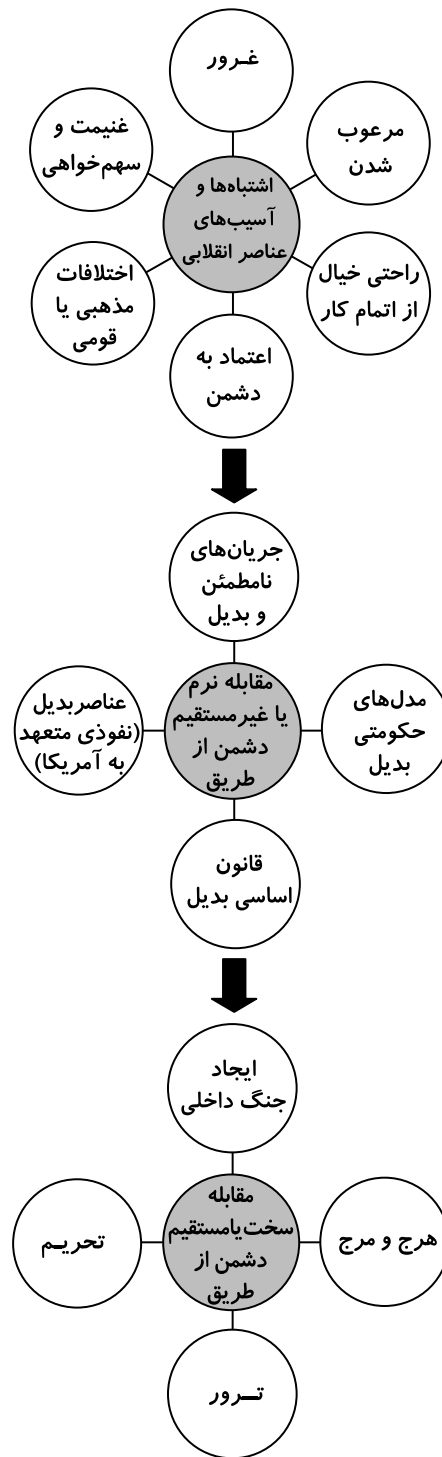 غـرور
مرعوب
شدن
غنیمت و
سهم‌خواهی
اشتباه‌ها و
آسیب‌های
عناصر انقلابی
راحتی خیال
از اتمام کار
اختلافات
مذهبی یا
قومی
اعتماد به
دشمن
جریان‌های
نامطمئن
و بدیل
مدل‌های
حکومتی
بدیل
مقابله نرم
یا غیرمستقیم
دشمن از
طریق
عناصربدیل
(نفوذی متعهد
به آمریکا)
قانون
اساسی بدیل
ایجاد
جنگ داخلی
هرج و مرج
مقابله
سخت‌یامستقیم
دشمن از
طریق
تحریـم
تــرور